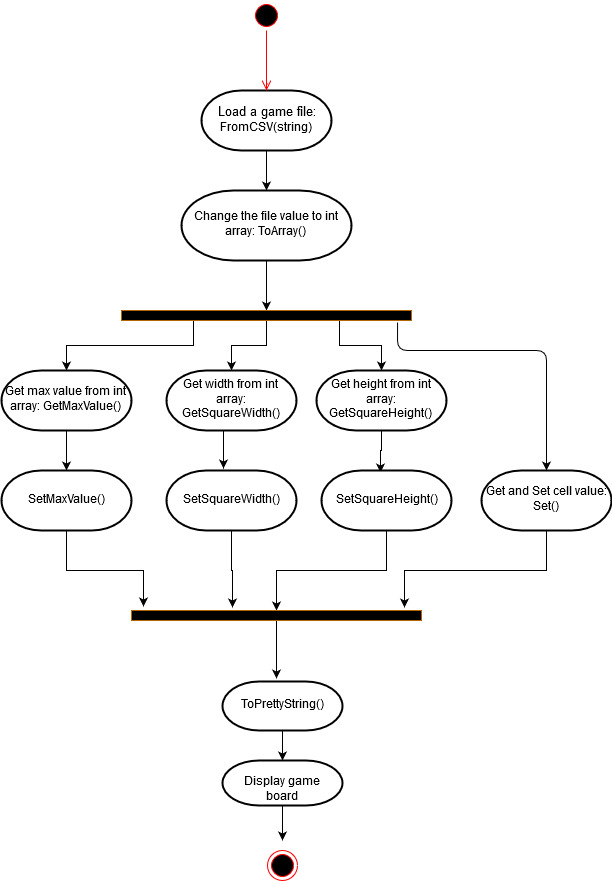 Load a game file:
FromCSV(string)
Change the file value to int
array: ToArray()
Get max value from int
array: GetMaxValue()
Get width from int
array:
GetSquareWidth()
Get height from int
array:
GetSquareHeight()
SetMaxValue()
SetSquareWidth()
SetSquareHeight()
Get and Set cell value:
Set()
ToPrettyString()
Display game
board